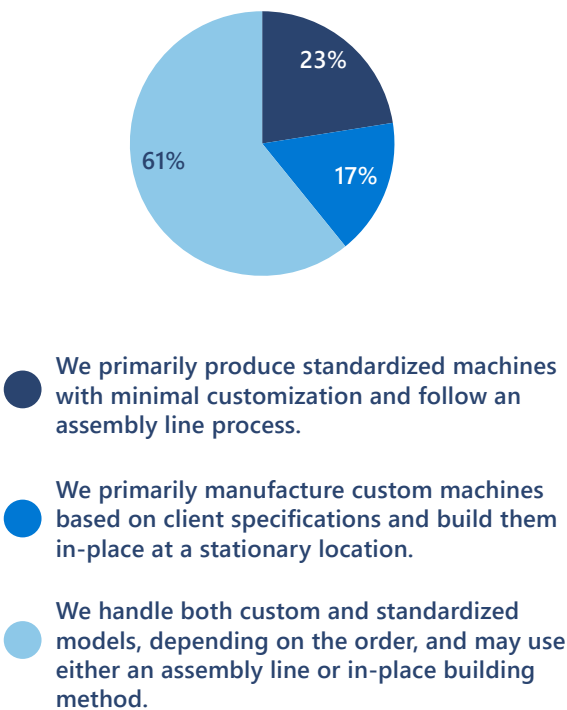 23%
61%
17%
We primarily produce standardized machines
with minimal customization and follow an
assembly line process.
We primarily manufacture custom machines
based on client specifications and build them
in-place at a stationary location.
We handle both custom and standardized
models, depending on the order, and may use
either an assembly line or in-place building
method.